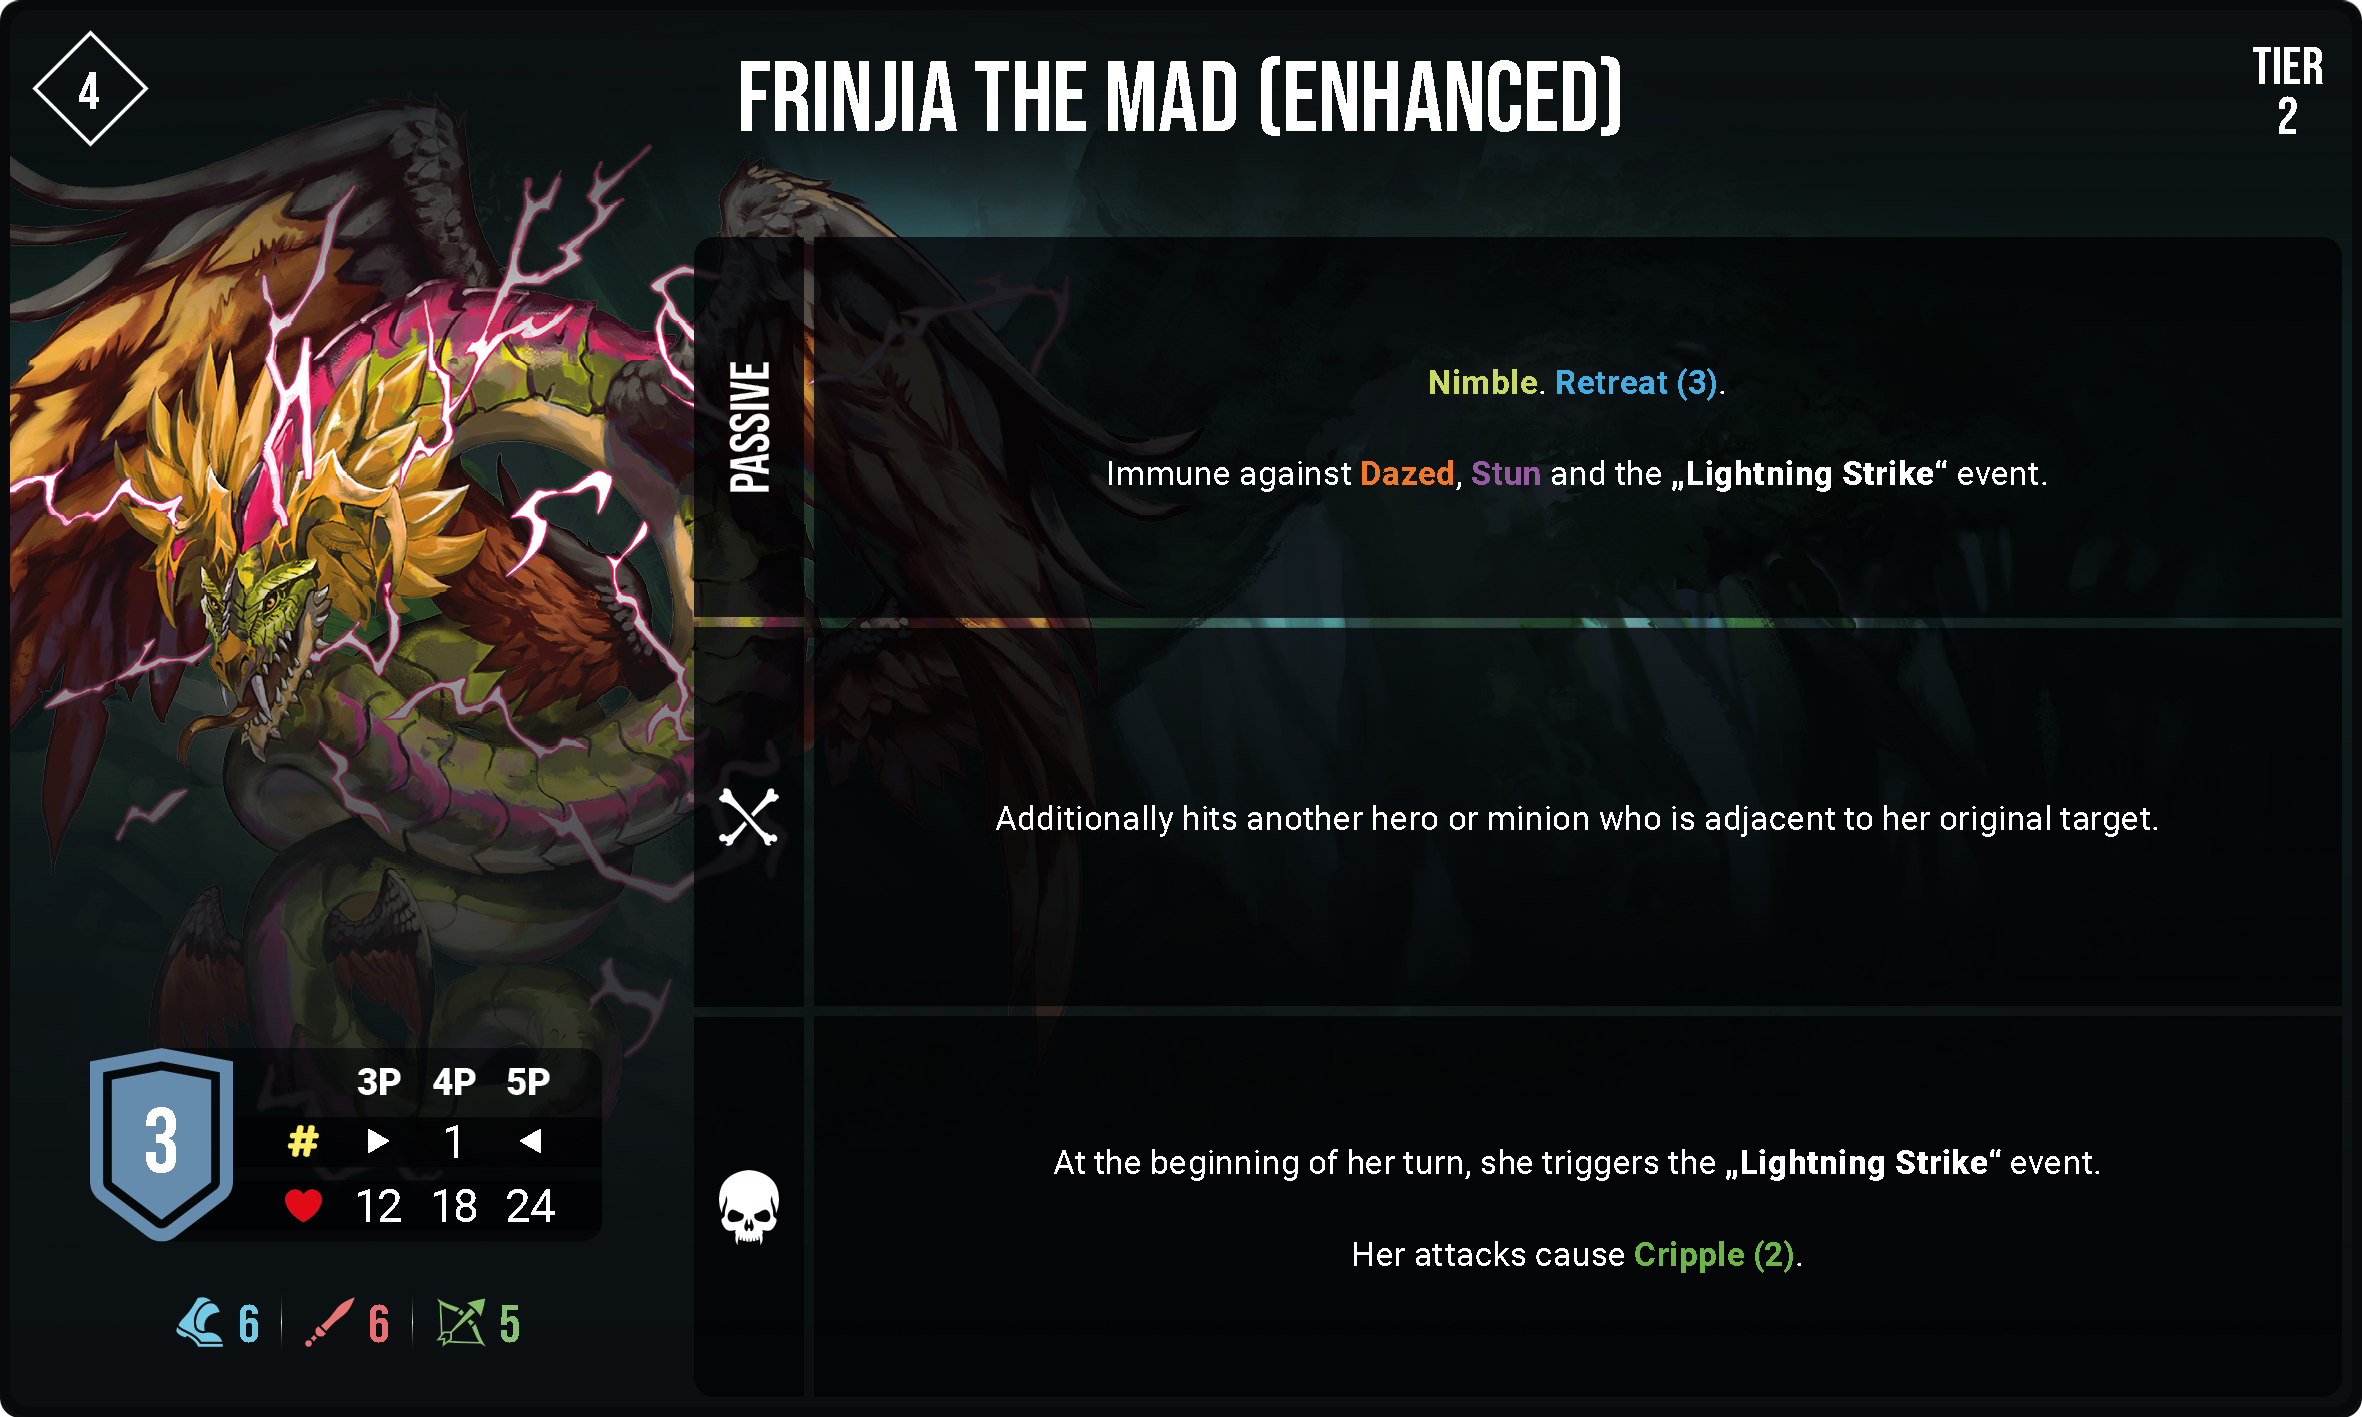 4
FRINJIA THE MAD (ENHANCED)
TIER
2
PASSIVE
Nimble. Retreat (3).
Immune against Dazed, Stun and the „Lightning Strike“ event.
Additionally hits another hero or minion who is adjacent to her original target.
At the beginning of her turn, she triggers the „Lightning Strike“ event.
Her attacks cause Cripple (2).
3
3P 4P 5P
# ▶ 1 ◀
12 18 24
6 6 5